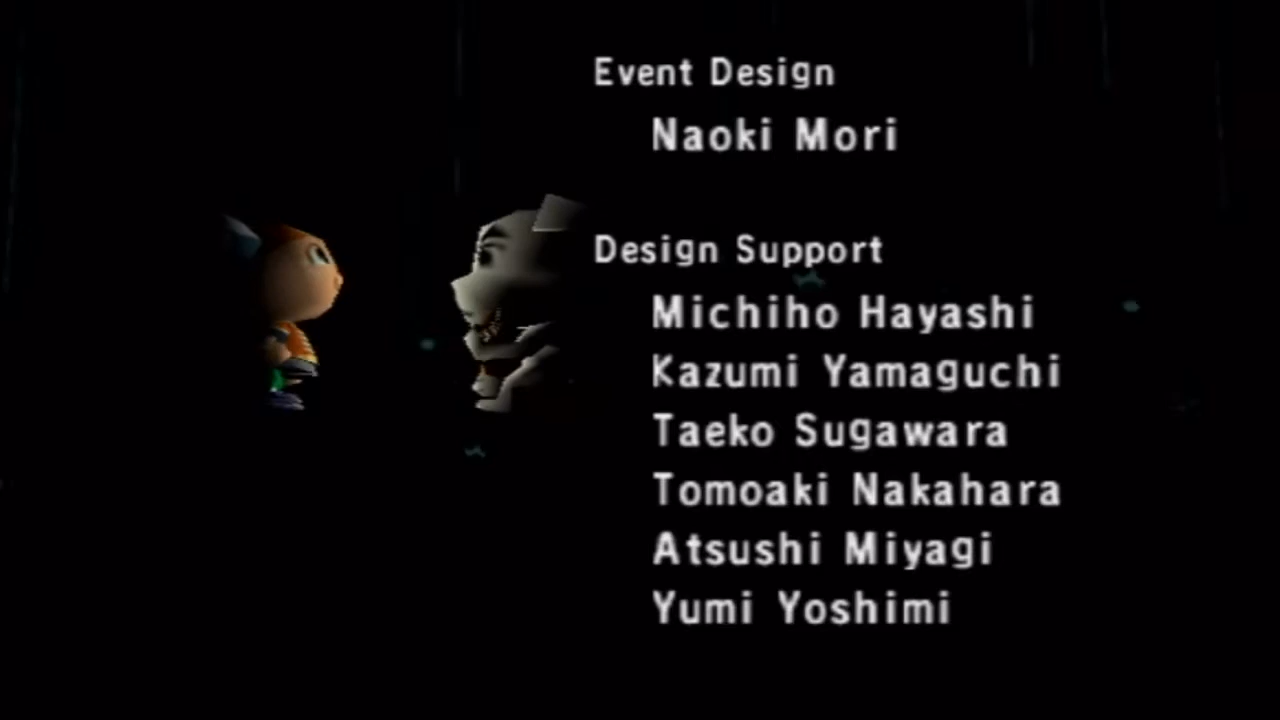 Event Design
Naoki Mori
Design Support
Michiho Hayashi
Kazumi Yamaguchi
Taeko Sugawara
Tomoaki Nakahara
Atsushi Miyagi
Yumi Yoshimi